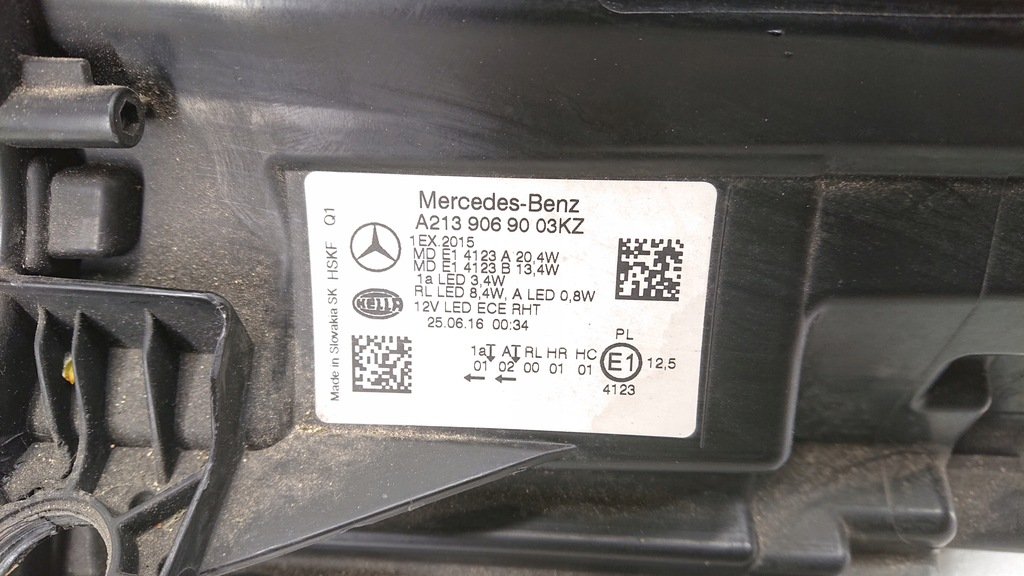 Mercedes-Benz
A213 906 90 03KZ
1EX.2015
MD E1 4123 A 20,4W
MD E1 4123 B 13,4W
1a LED 3,4W
RL LED 8,4W, A LED 0,8W
12V LED ECE RHT
25.06.16 00:34
HELLA
Made in Slovakia SK HSKF Q1
1a AT RL HR HC
01 02 00 01 01
PL
E1 12,5
4123